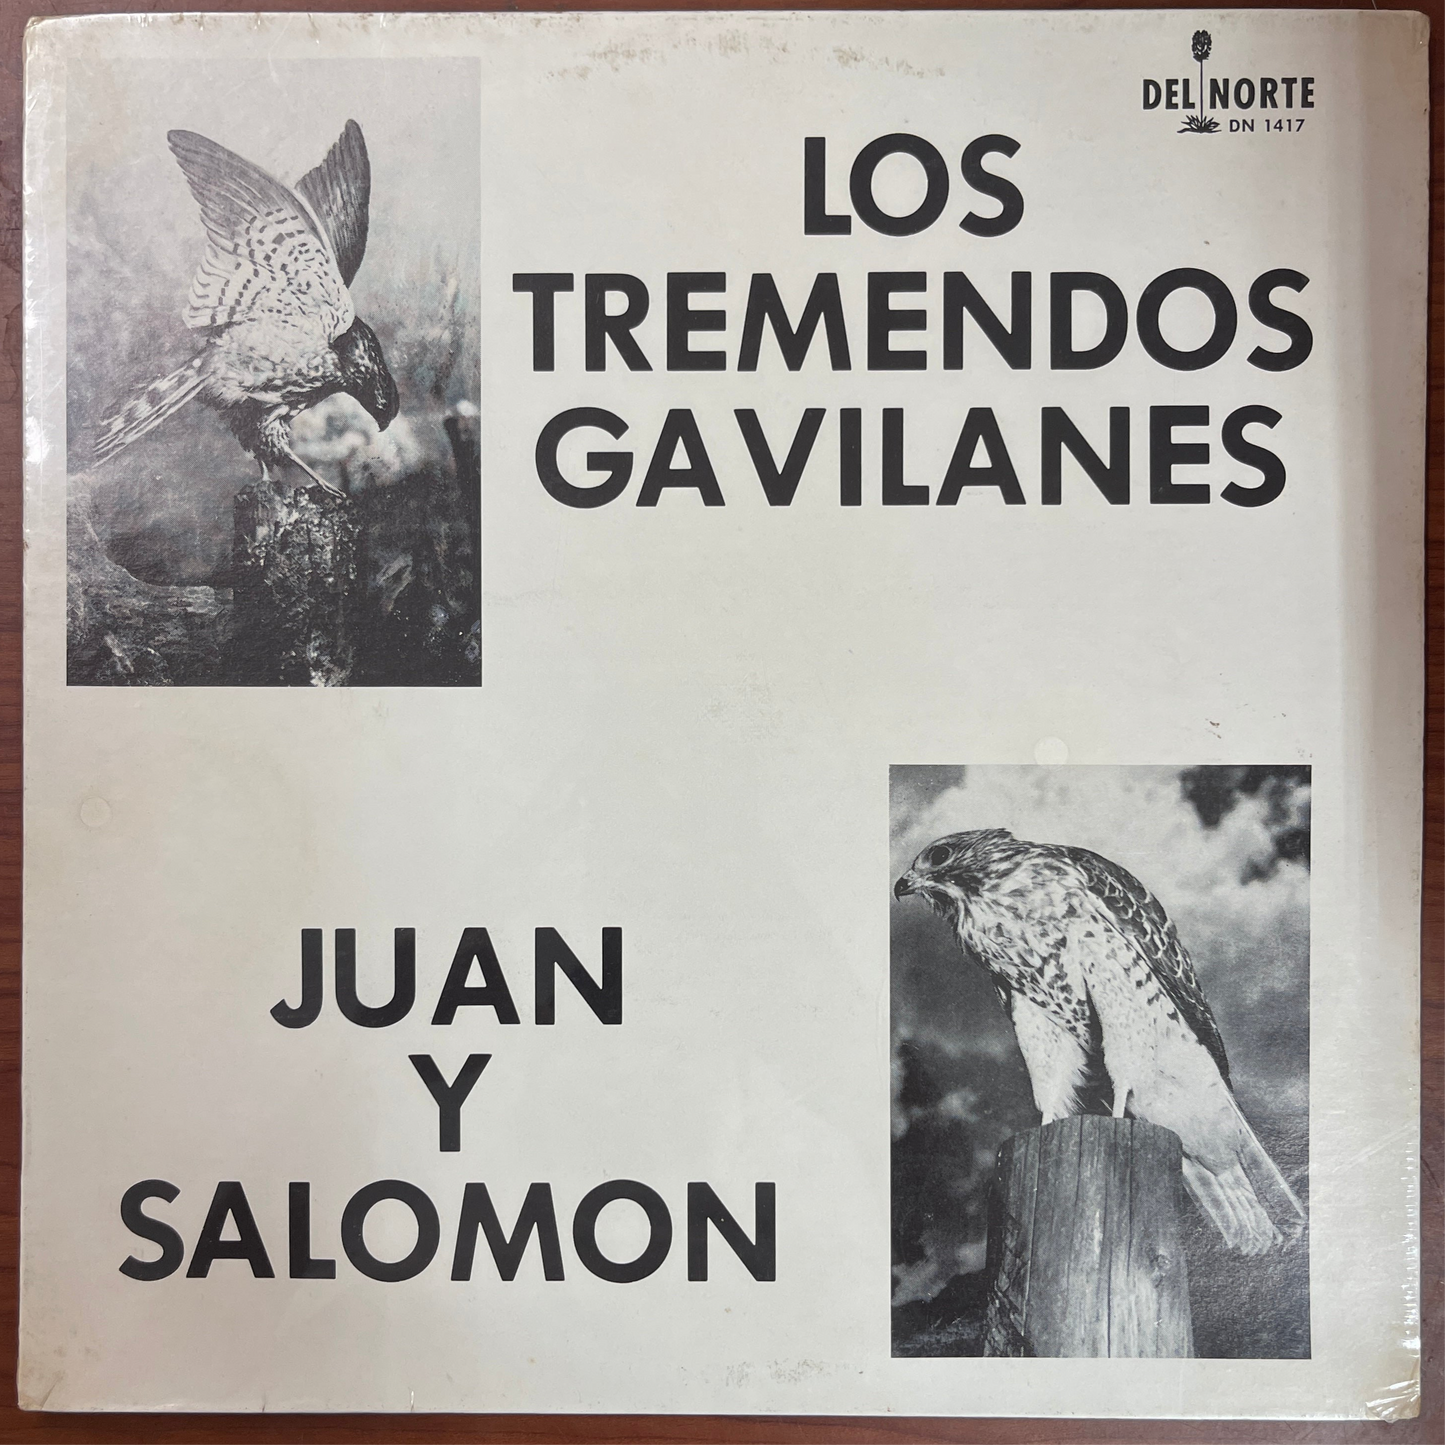 DEL NORTE
DN 1417
LOS
TREMENDOS
GAVILANES
JUAN
Y
SALOMON